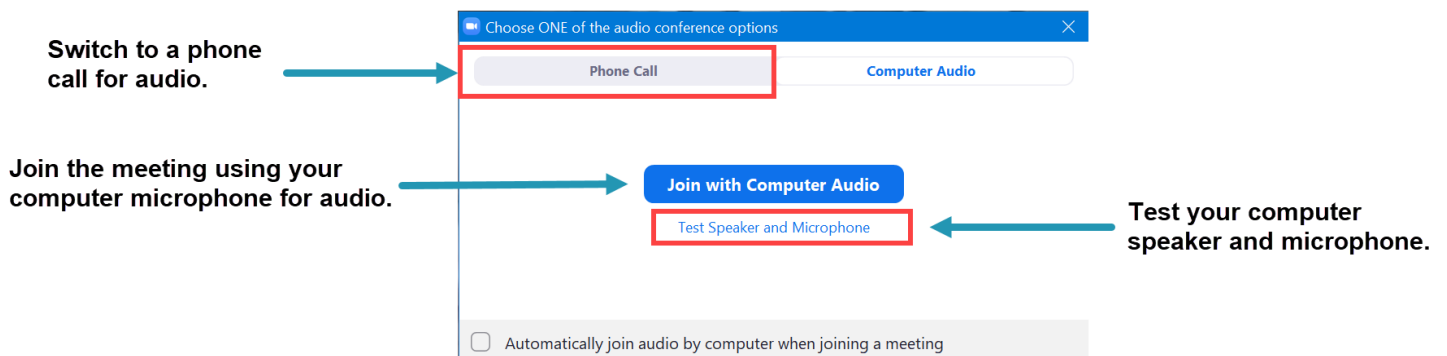 Choose ONE of the audio conference options
Switch to a phone
call for audio.
Phone Call
Computer Audio
Join the meeting using your
computer microphone for audio.
Join with Computer Audio
Test Speaker and Microphone
Test your computer
speaker and microphone.
Automatically join audio by computer when joining a meeting